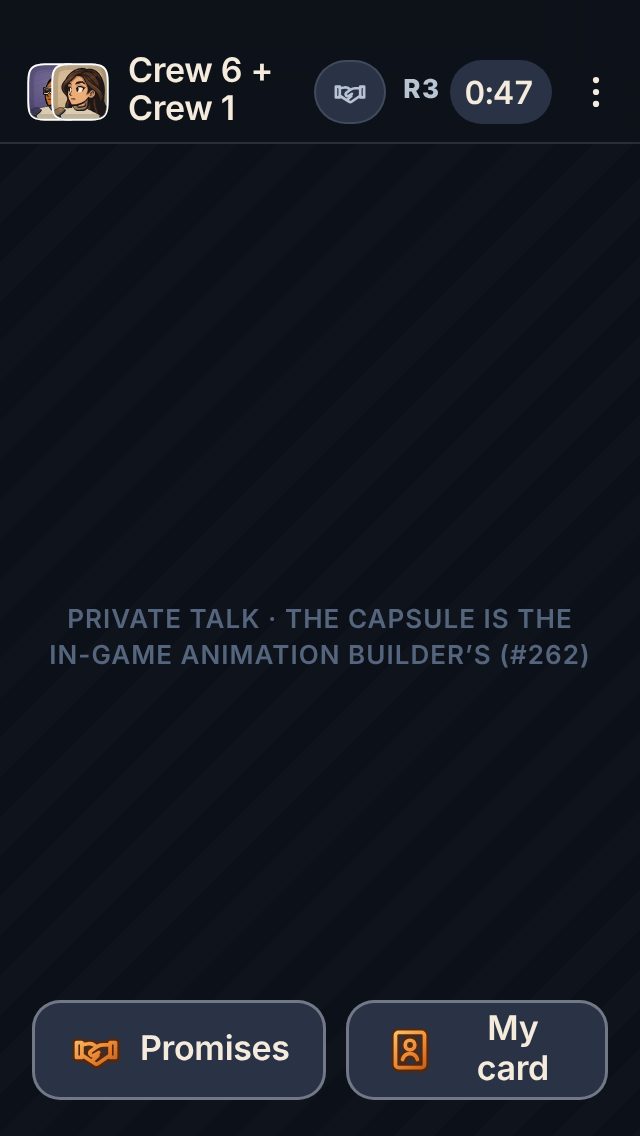 Crew 6 +
Crew 1
R3
0:47
PRIVATE TALK · THE CAPSULE IS THE
IN-GAME ANIMATION BUILDER’S (#262)
Promises
My
card